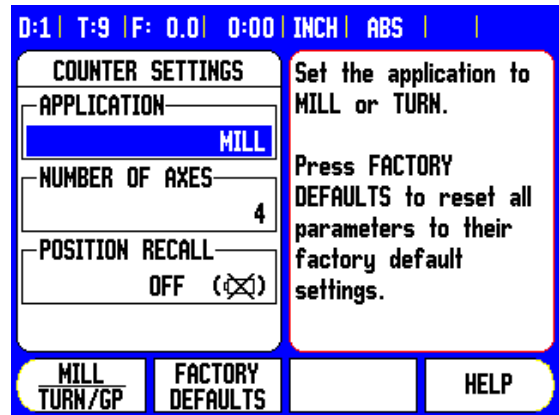 D:1 | T:9 | F: 0.0 | 0:00 | INCH | ABS | |
COUNTER SETTINGS
APPLICATION
MILL
NUMBER OF AXES
4
POSITION RECALL
OFF ( )
Set the application to
MILL or TURN.
Press FACTORY
DEFAULTS to reset all
parameters to their
factory default
settings.
MILL
TURN/GP
FACTORY
DEFAULTS
HELP